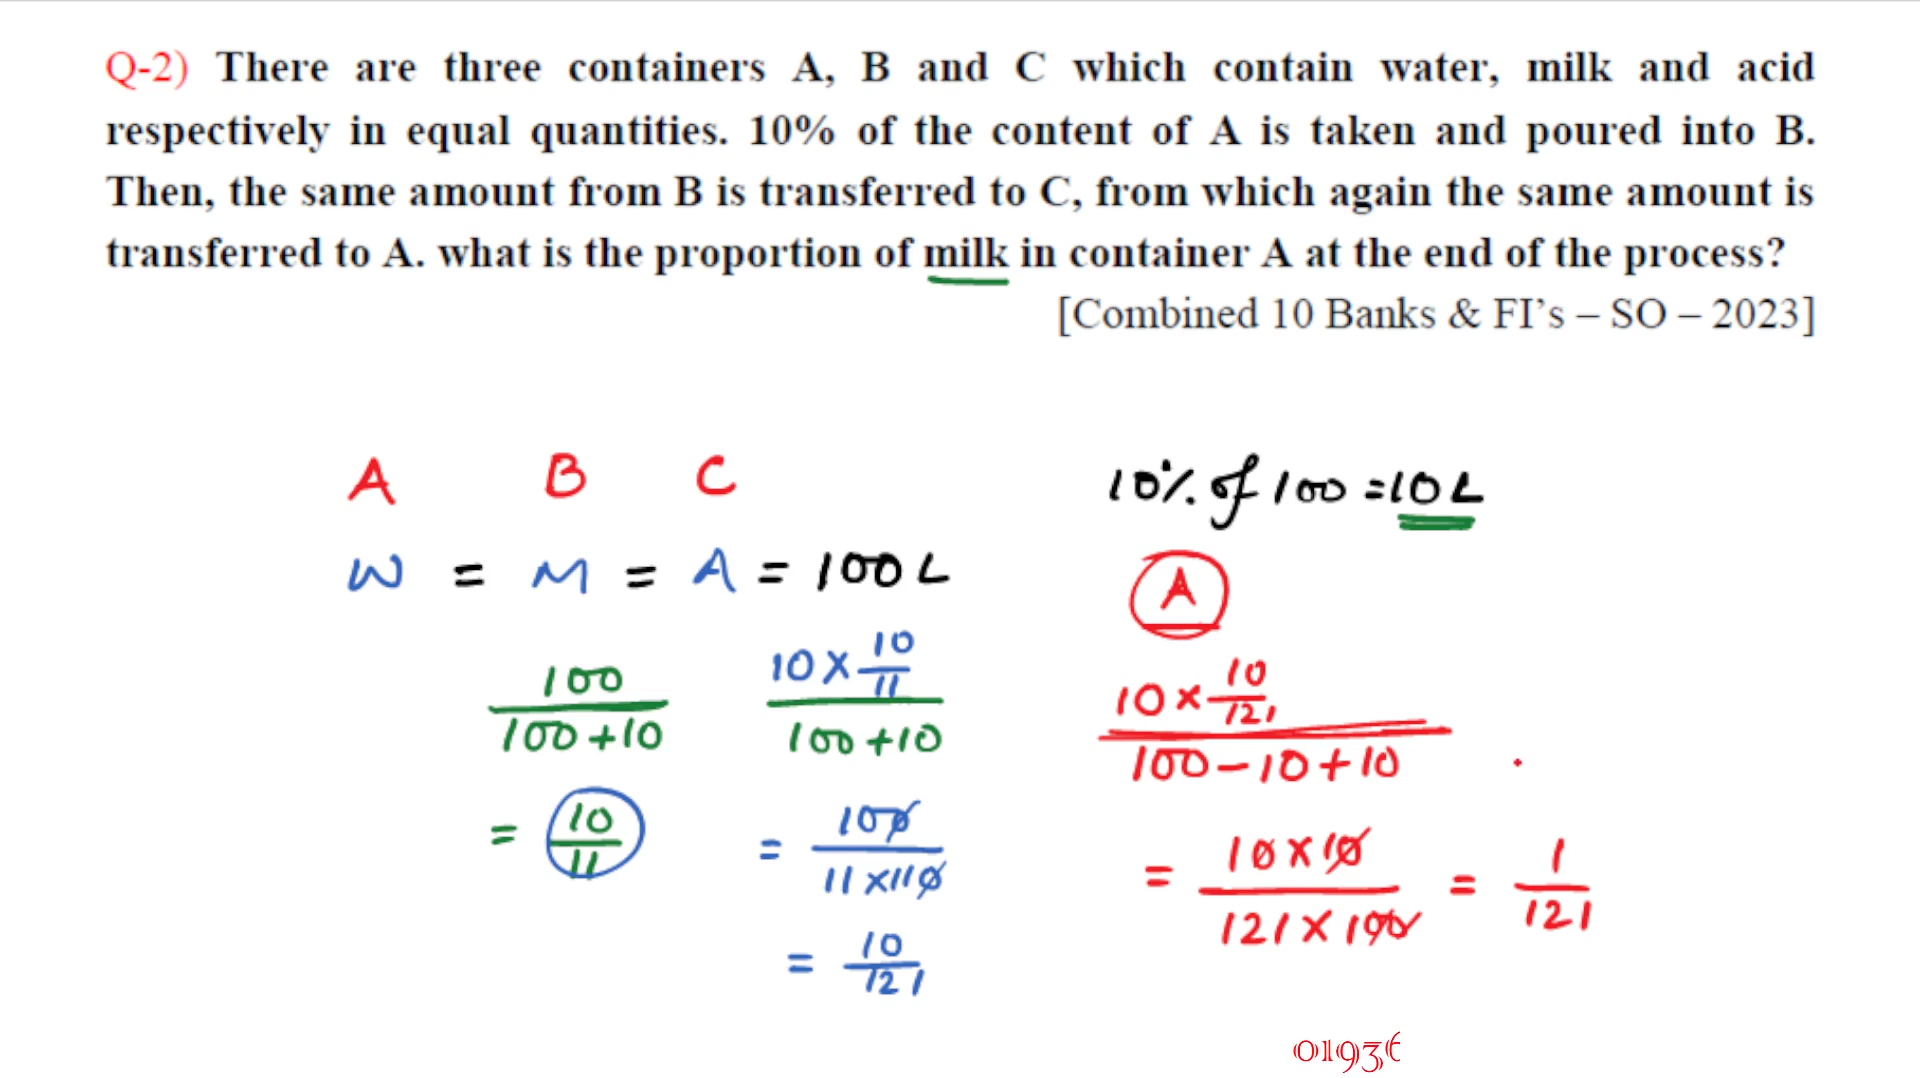 Q-2) There are three containers A, B and C which contain water, milk and acid
respectively in equal quantities. 10% of the content of A is taken and poured into B.
Then, the same amount from B is transferred to C, from which again the same amount is
transferred to A. what is the proportion of milk in container A at the end of the process?
[Combined 10 Banks & FI's – SO – 2023]
A B C
W = M = A = 100 L
100 / 100 + 10
= 10 / 11
10 × 10/11 / 100 + 10
= 100 / 11 × 110
= 10 / 121
10% of 100 = 10 L
A
10 × 10/121 / 100 - 10 + 10
= 10 × 10 / 121 × 100 = 1 / 121